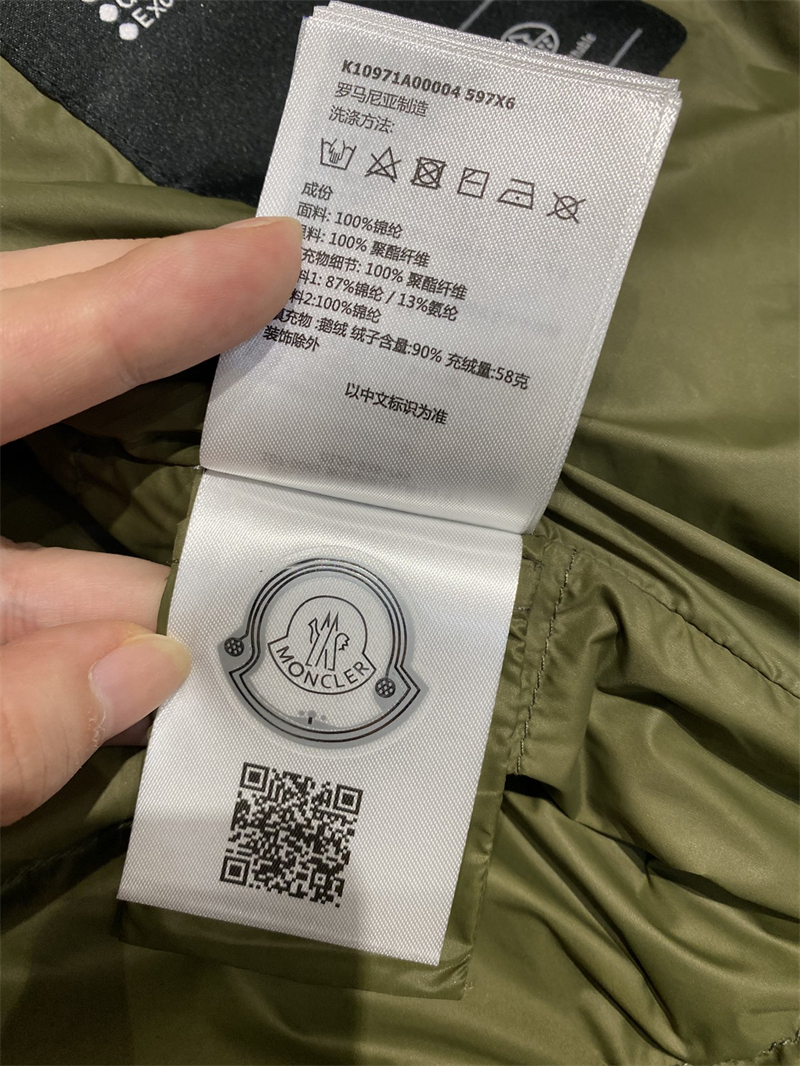 K10971A00004 597X6
罗马尼亚制造
洗涤方法:
成份
面料: 100%锦纶
料: 100% 聚酯纤维
充物细节: 100% 聚酯纤维
料1: 87%锦纶 / 13%氨纶
料2:100%锦纶
填充物 :鹅绒 绒子含量:90% 充绒量:58克
装饰除外
以中文标识为准
MONCLER